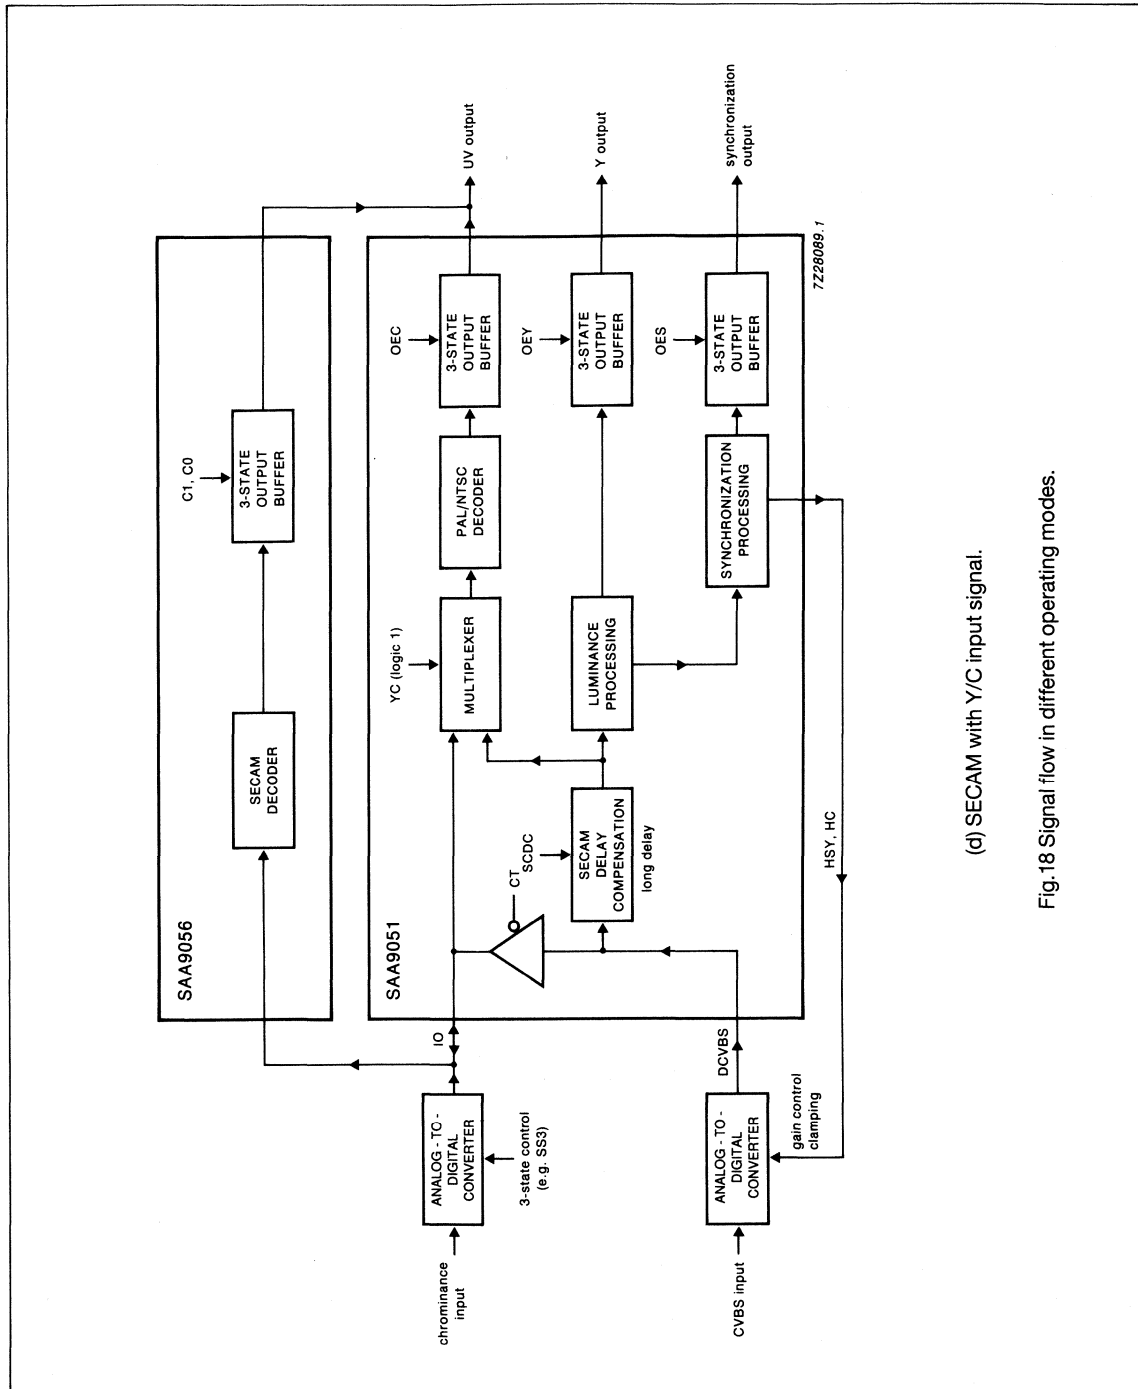 SAA9056
C1, C0
SECAM
DECODER
3-STATE
OUTPUT
BUFFER
UV output
Y output
synchronization
output
SAA9051
YC (logic 1)
MULTIPLEXER
PAL/NTSC
DECODER
OEC
3-STATE
OUTPUT
BUFFER
CT
SCDC
SECAM
DELAY
COMPENSATION
long delay
LUMINANCE
PROCESSING
OEY
3-STATE
OUTPUT
BUFFER
SYNCHRONIZATION
PROCESSING
OES
3-STATE
OUTPUT
BUFFER
7Z28089.1
IO
DCVBS
HSY, HC
chrominance
input
ANALOG - TO -
DIGITAL
CONVERTER
3-state control
(e.g. SS3)
CVBS input
ANALOG - TO -
DIGITAL
CONVERTER
gain control
clamping
(d) SECAM with Y/C input signal.
Fig.18 Signal flow in different operating modes.